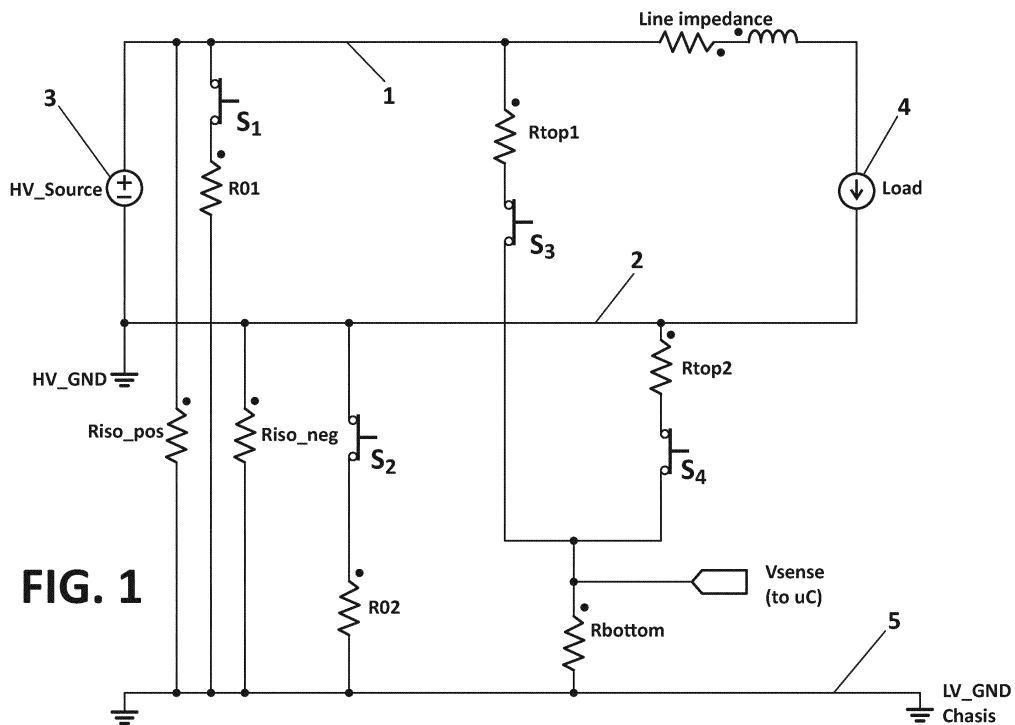 Line impedance
1
3
S1
Rtop1
4
HV_Source
R01
Load
S3
2
HV_GND
Rtop2
Riso_pos
Riso_neg
S2
S4
FIG. 1
Vsense
(to uC)
R02
Rbottom
5
LV_GND
Chasis